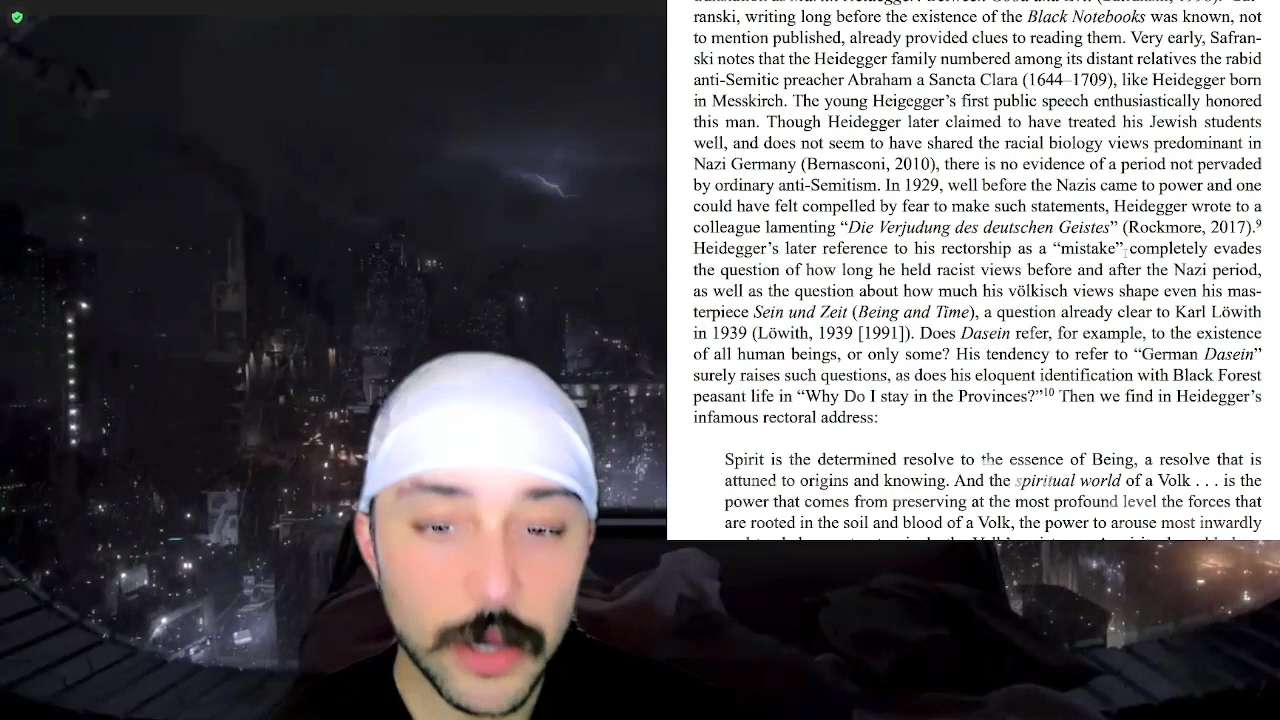 ranski, writing long before the existence of the Black Notebooks was known, not
to mention published, already provided clues to reading them. Very early, Safran-
ski notes that the Heidegger family numbered among its distant relatives the rabid
anti-Semitic preacher Abraham a Sancta Clara (1644–1709), like Heidegger born
in Messkirch. The young Heigegger’s first public speech enthusiastically honored
this man. Though Heidegger later claimed to have treated his Jewish students
well, and does not seem to have shared the racial biology views predominant in
Nazi Germany (Bernasconi, 2010), there is no evidence of a period not pervaded
by ordinary anti-Semitism. In 1929, well before the Nazis came to power and one
could have felt compelled by fear to make such statements, Heidegger wrote to a
colleague lamenting “Die Verjudung des deutschen Geistes” (Rockmore, 2017).⁹
Heidegger’s later reference to his rectorship as a “mistake” completely evades
the question of how long he held racist views before and after the Nazi period,
as well as the question about how much his völkisch views shape even his mas-
terpiece Sein und Zeit (Being and Time), a question already clear to Karl Löwith
in 1939 (Löwith, 1939 [1991]). Does Dasein refer, for example, to the existence
of all human beings, or only some? His tendency to refer to “German Dasein”
surely raises such questions, as does his eloquent identification with Black Forest
peasant life in “Why Do I stay in the Provinces?”¹⁰ Then we find in Heidegger’s
infamous rectoral address:
Spirit is the determined resolve to the essence of Being, a resolve that is
attuned to origins and knowing. And the spiritual world of a Volk . . . is the
power that comes from preserving at the most profound level the forces that
are rooted in the soil and blood of a Volk, the power to arouse most inwardly